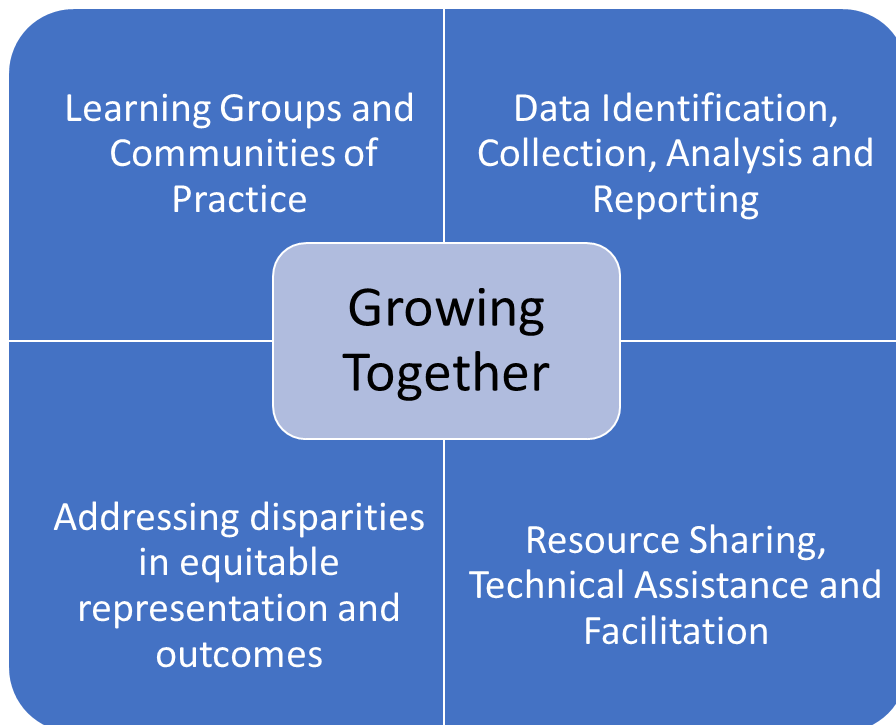 Learning Groups and
Communities of
Practice
Data Identification,
Collection, Analysis and
Reporting
Growing
Together
Addressing disparities
in equitable
representation and
outcomes
Resource Sharing,
Technical Assistance and
Facilitation